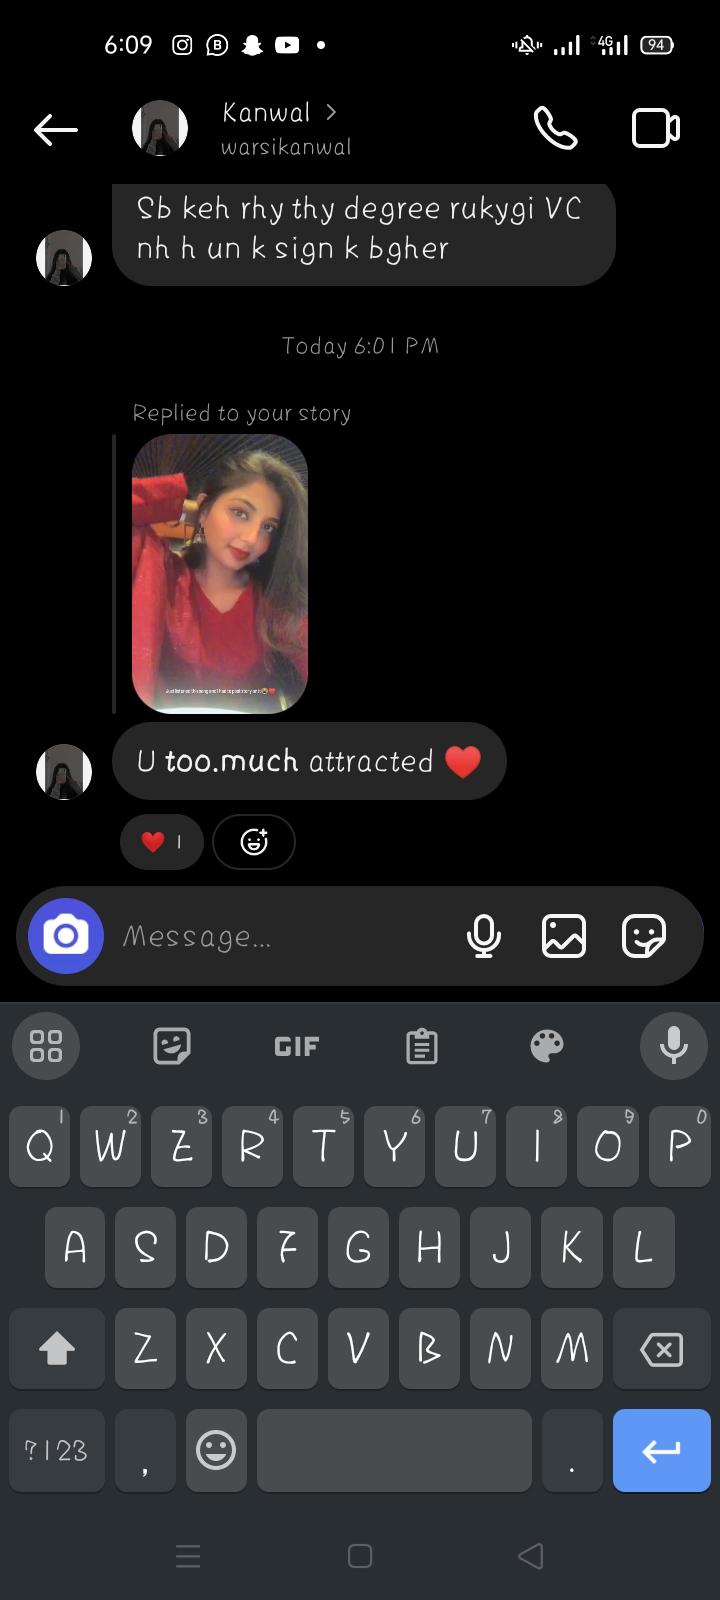 6:09
4G
94
Kanwal >
warsikanwal
Sb keh rhy thy degree rukygi VC
nh h un k sign k bgher
Today 6:01 PM
Replied to your story
U too.much attracted ❤️
❤️ 1
Message...
GIF
1 2 3 4 5 6 7 8 9 0
Q W E R T Y U I O P
A S D F G H J K L
Z X C V B N M
?123 , .